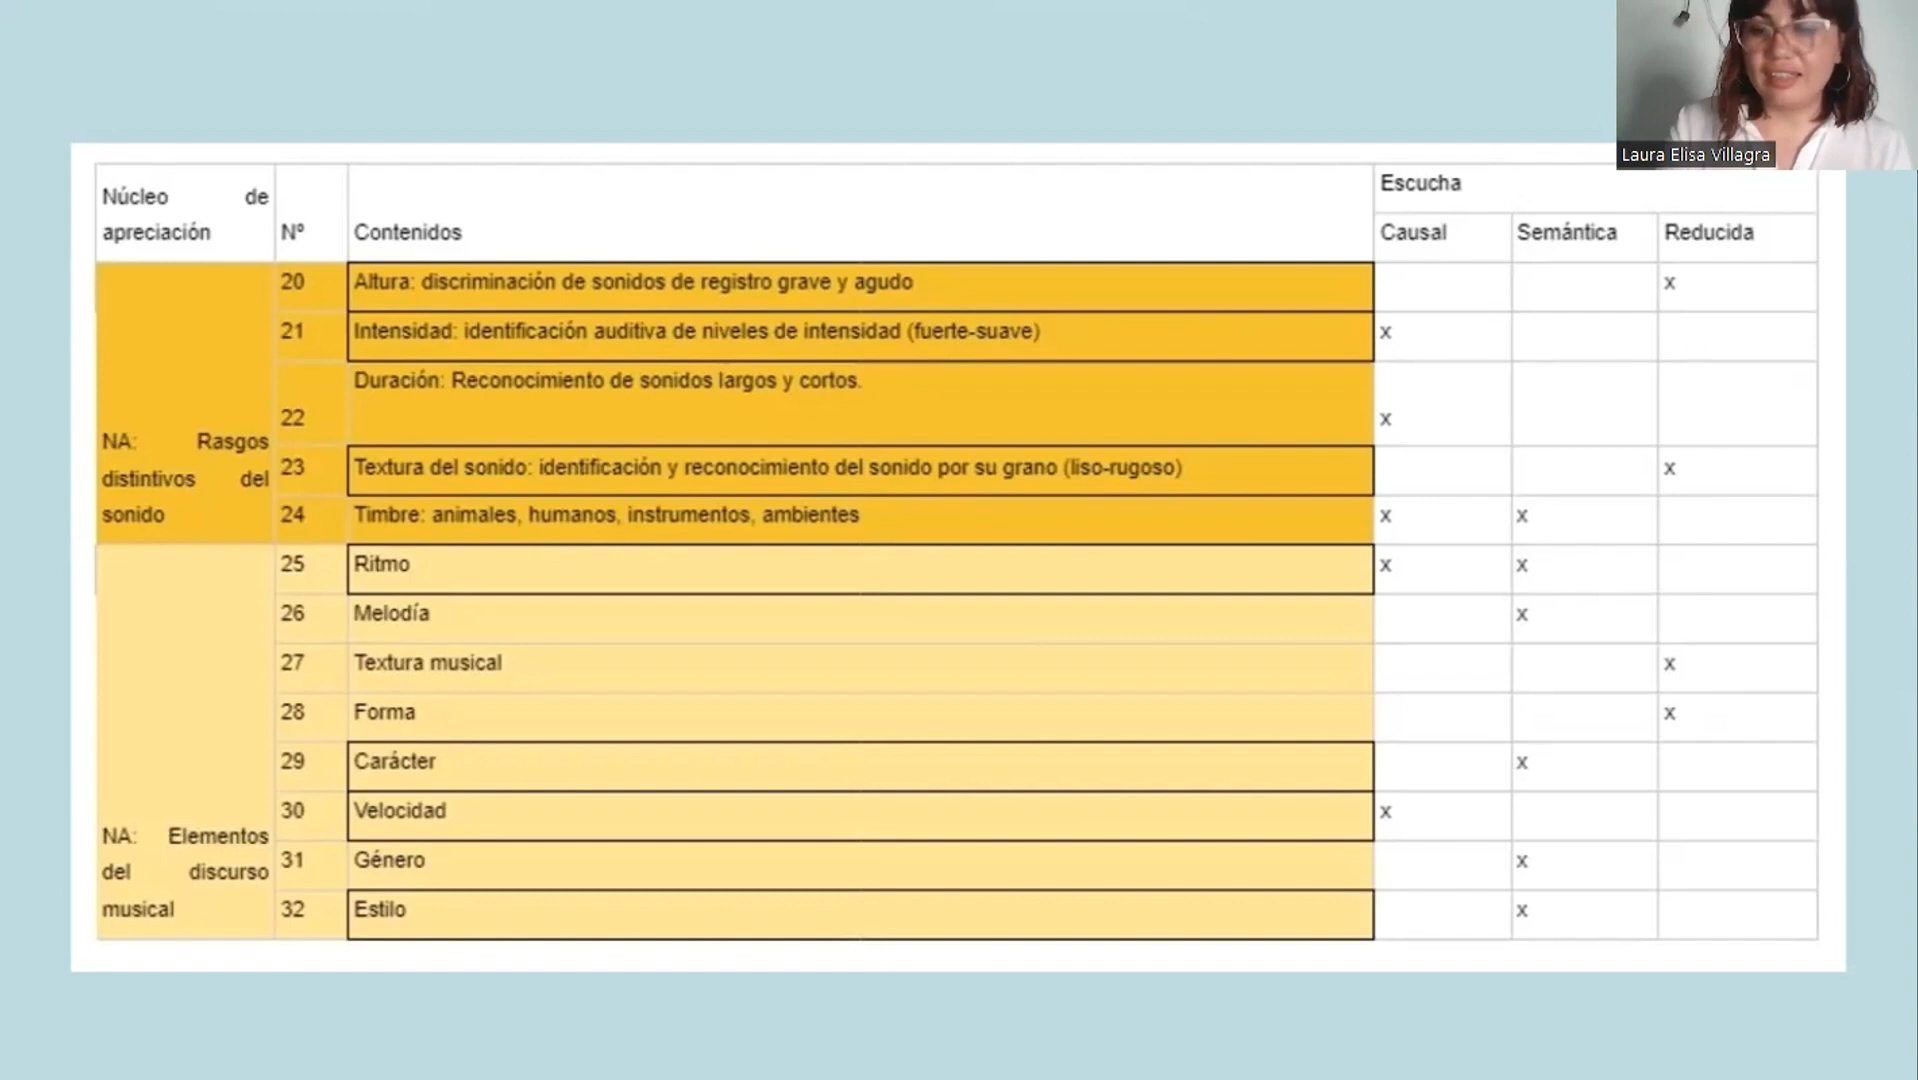 Laura Elisa Villagra
Núcleo de apreciación
Nº
Contenidos
Escucha
Causal
Semántica
Reducida
NA: Rasgos distintivos del sonido
20 Altura: discriminación de sonidos de registro grave y agudo x
21 Intensidad: identificación auditiva de niveles de intensidad (fuerte-suave) x
22 Duración: Reconocimiento de sonidos largos y cortos. x
23 Textura del sonido: identificación y reconocimiento del sonido por su grano (liso-rugoso) x
24 Timbre: animales, humanos, instrumentos, ambientes x x
NA: Elementos del discurso musical
25 Ritmo x x
26 Melodía x
27 Textura musical x
28 Forma x
29 Carácter x
30 Velocidad x
31 Género x
32 Estilo x